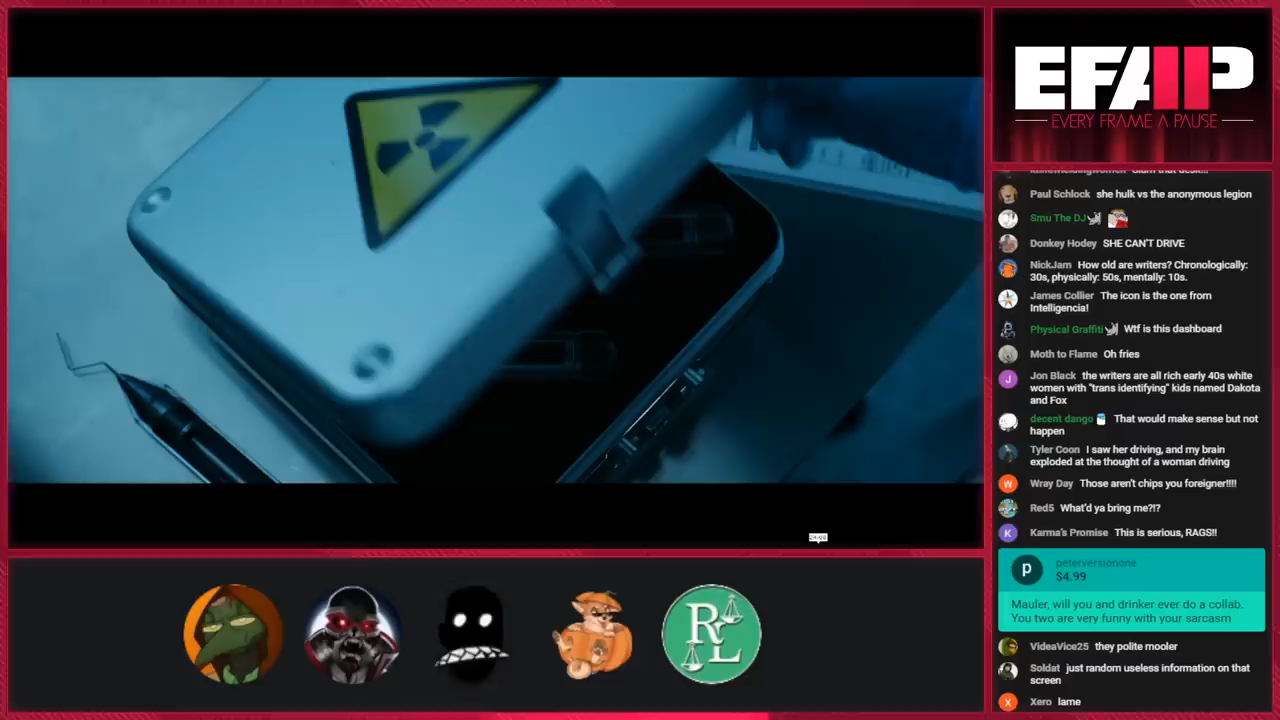 EFAP
EVERY FRAME A PAUSE
Paul Schlock she hulk vs the anonymous legion
Smu The DJ
Donkey Hodey SHE CAN'T DRIVE
NickJam How old are writers? Chronologically:
30s, physically: 50s, mentally: 10s.
James Collier The icon is the one from
Intelligencia!
Physical Graffiti Wtf is this dashboard
Moth to Flame Oh fries
J
Jon Black the writers are all rich early 40s white
women with "trans identifying" kids named Dakota
and Fox
decent dango That would make sense but not
happen
Tyler Coon I saw her driving, and my brain
exploded at the thought of a woman driving
W
Wray Day Those aren't chips you foreigner!!!!
Red5 What'd ya bring me?!?
K
Karma's Promise This is serious, RAGS!!
p
peterversionone
$4.99
Mauler, will you and drinker ever do a collab.
You two are very funny with your sarcasm
VideaVice25 they polite mooler
Soldat just random useless information on that
screen
X
Xero lame
RL